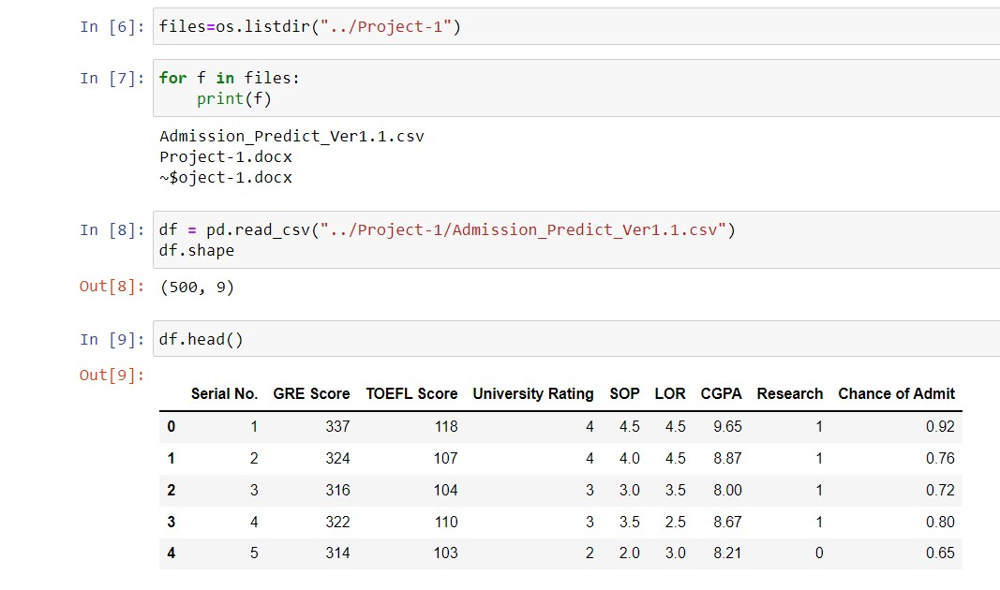 In [6]: files=os.listdir("../Project-1")
In [7]: for f in files:
    print(f)
Admission_Predict_Ver1.1.csv
Project-1.docx
~$oject-1.docx
In [8]: df = pd.read_csv("../Project-1/Admission_Predict_Ver1.1.csv")
df.shape
Out[8]: (500, 9)
In [9]: df.head()
Out[9]:
Serial No. GRE Score TOEFL Score University Rating SOP LOR CGPA Research Chance of Admit
0 1 337 118 4 4.5 4.5 9.65 1 0.92
1 2 324 107 4 4.0 4.5 8.87 1 0.76
2 3 316 104 3 3.0 3.5 8.00 1 0.72
3 4 322 110 3 3.5 2.5 8.67 1 0.80
4 5 314 103 2 2.0 3.0 8.21 0 0.65